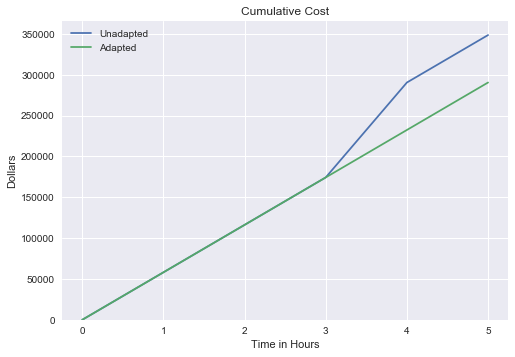 Cumulative Cost
Unadapted
Adapted
350000
300000
250000
200000
150000
100000
50000
0
Dollars
0 1 2 3 4 5
Time in Hours